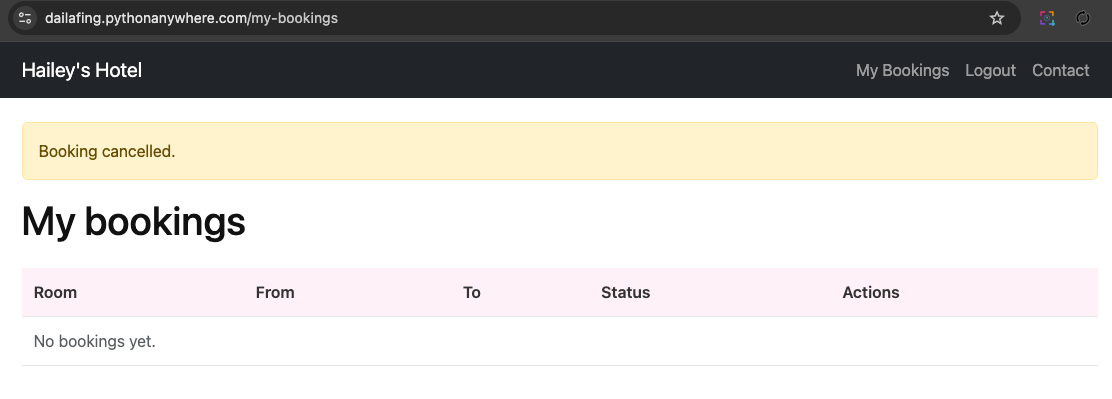 dailafing.pythonanywhere.com/my-bookings
Hailey's Hotel My Bookings Logout Contact
Booking cancelled.
My bookings
Room From To Status Actions
No bookings yet.